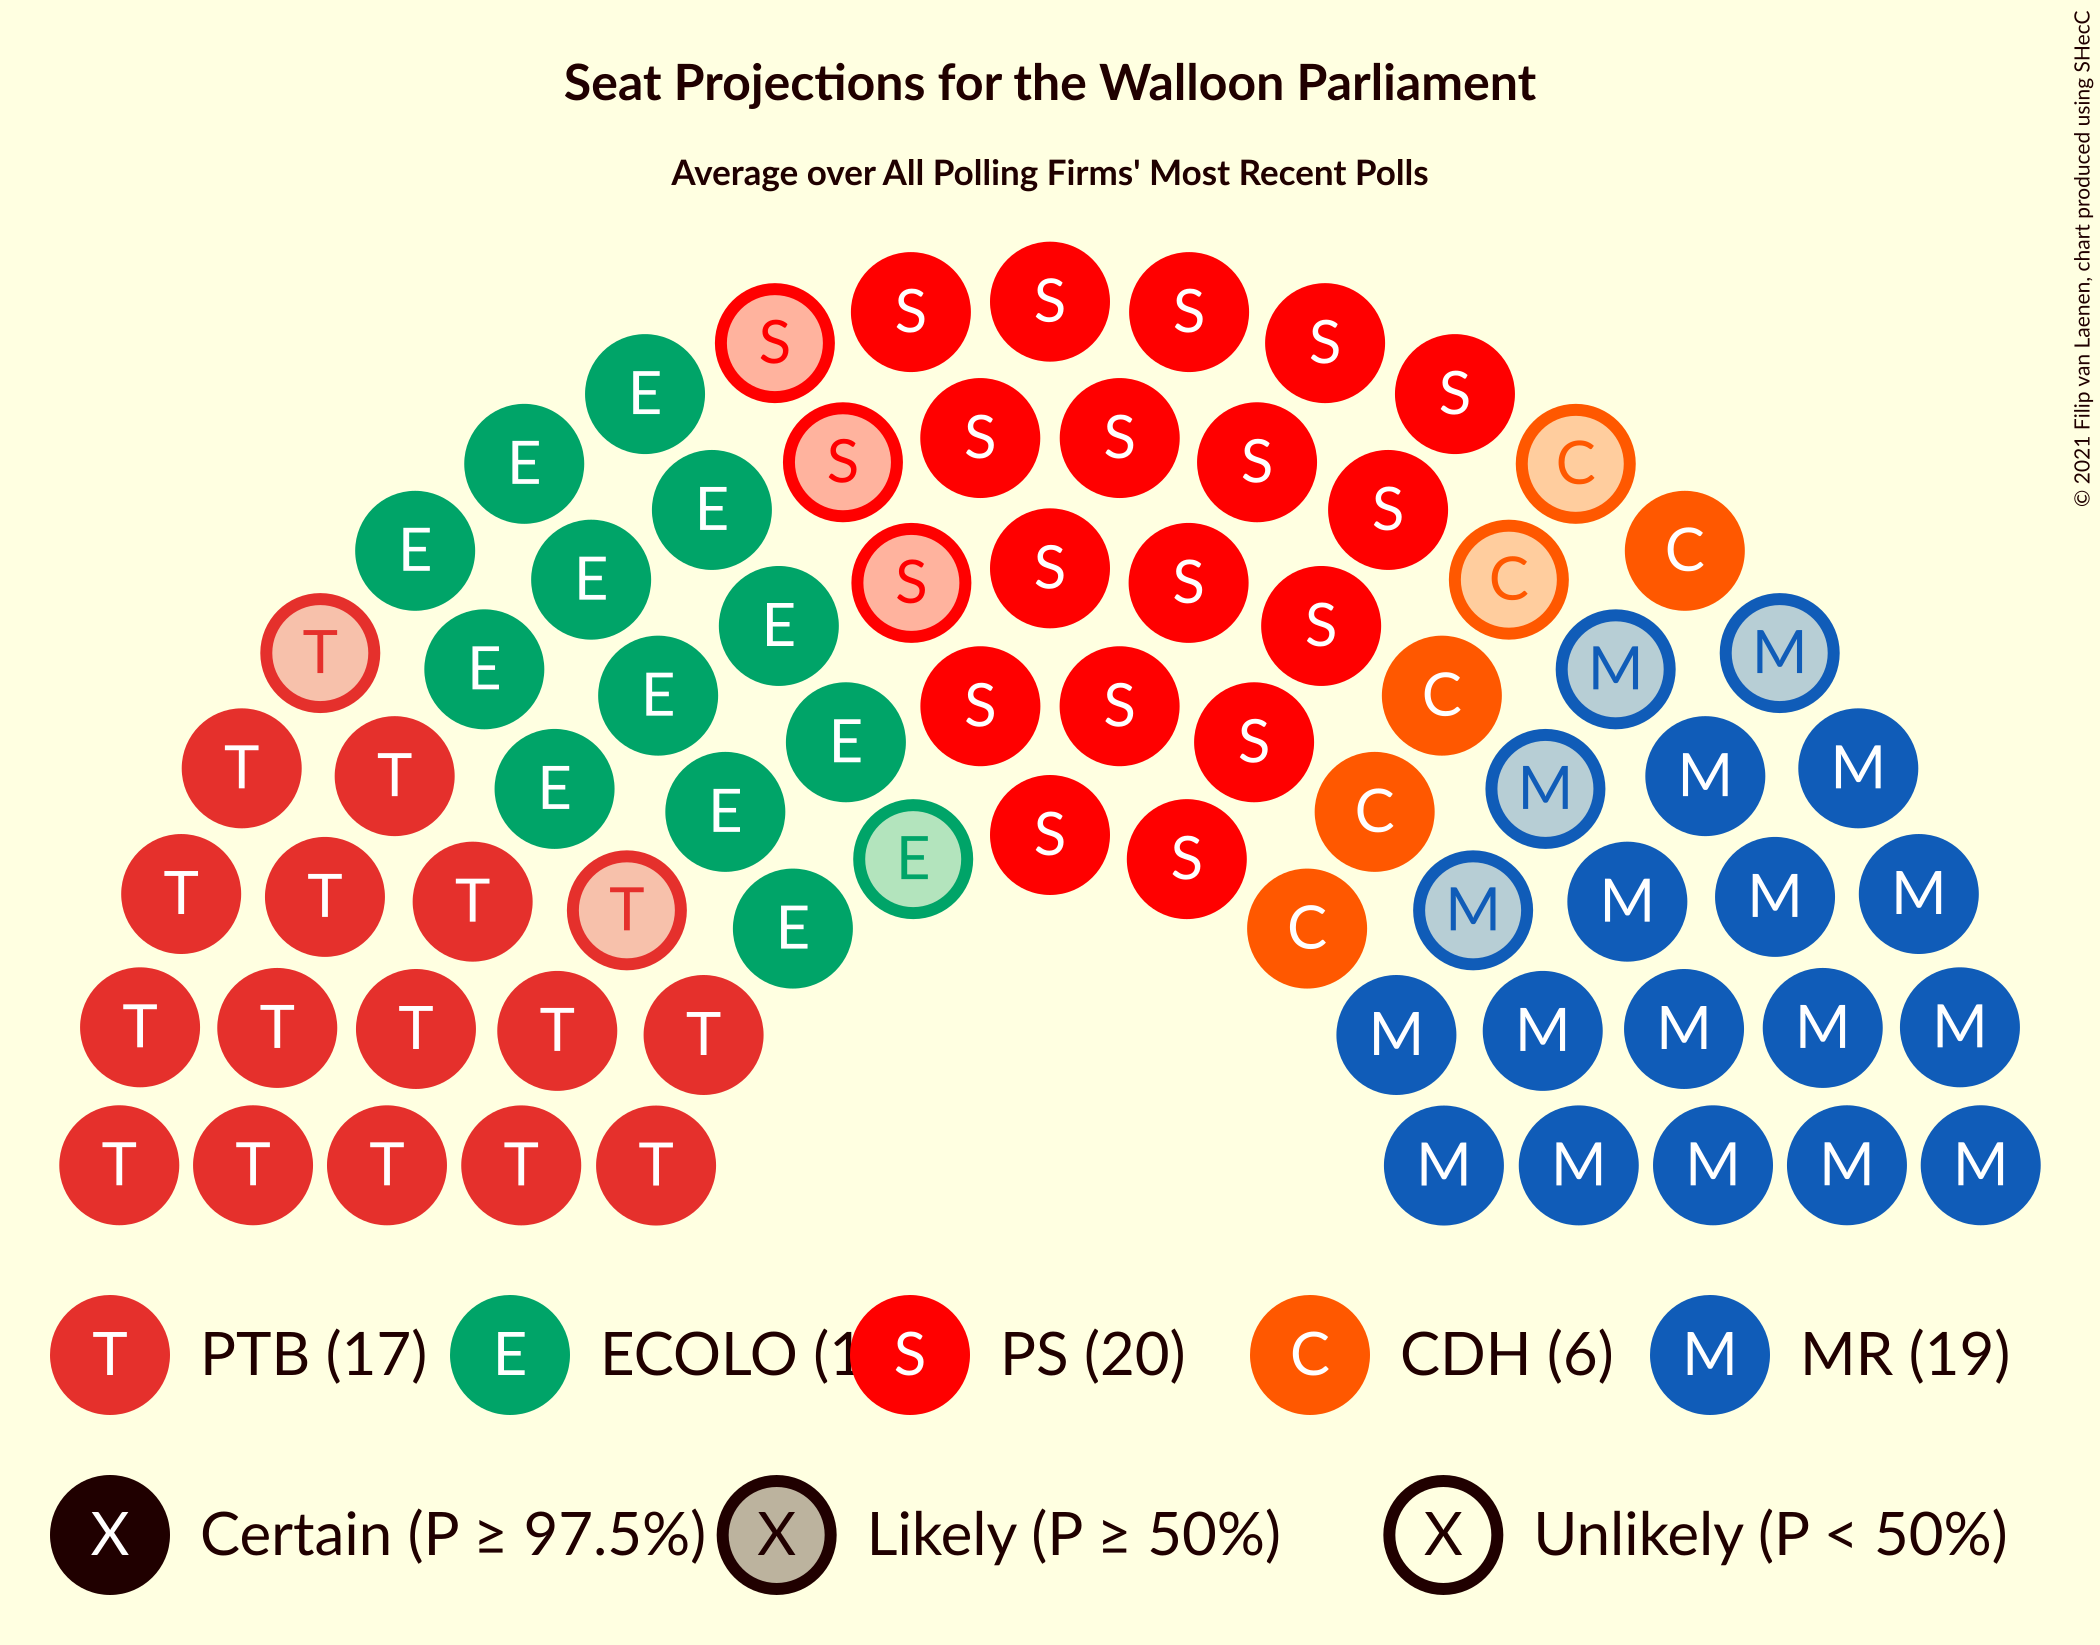 © 2021 Filip van Laenen, chart produced using SHecC
Seat Projections for the Walloon Parliament
Average over All Polling Firms' Most Recent Polls
S S S
S S
E S
S S
E S S C
E S
E C
E S S S C
E S
T M
E M
E S S C
E S
T T M M
E M
E S C
E S
T T T T M M M M
E C
T T T T T M M M M M
T T T T T M M M M M
T PTB (17) E ECOLO (1 S PS (20) C CDH (6) M MR (19)
X Certain (P ≥ 97.5%) X Likely (P ≥ 50%) X Unlikely (P < 50%)